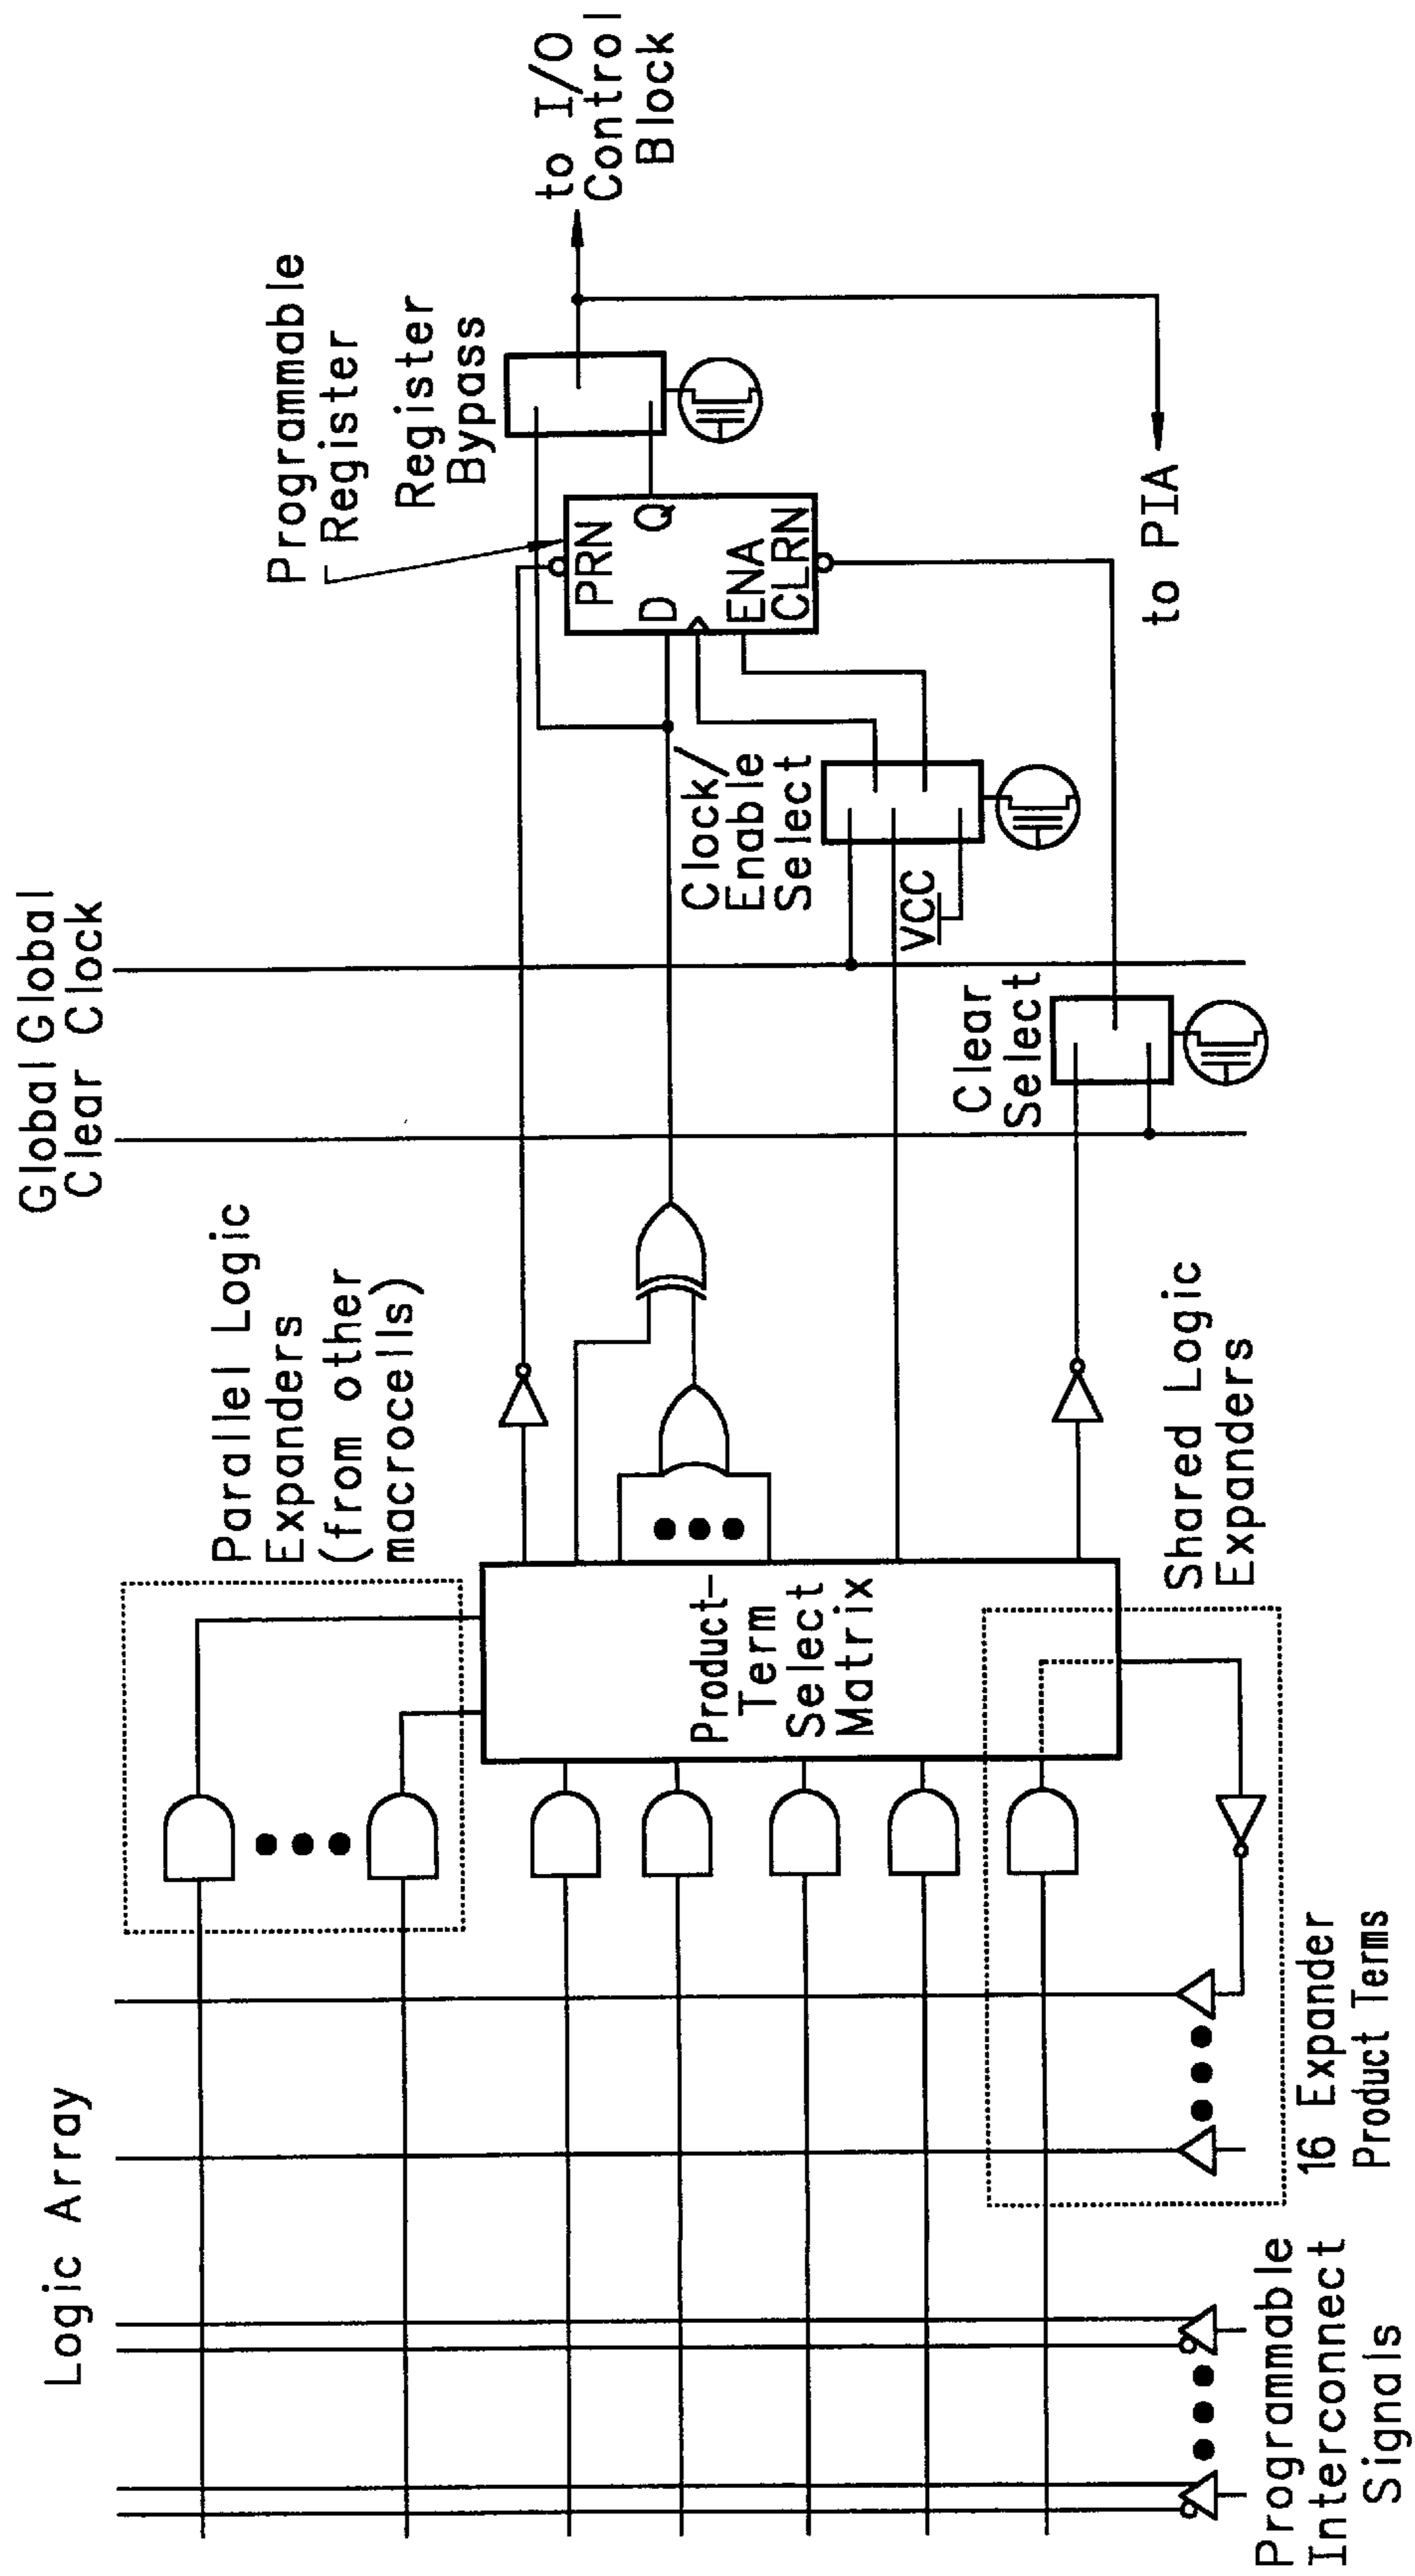 Logic Array
Global Global
Clear Clock
Parallel Logic
Expanders
(from other
macrocells)
Programmable
Register
Register
Bypass
to I/O
Control
Block
PRN
D Q
ENA
CLRN
Clock/
Enable
Select
VCC
Clear
Select
Product-
Term
Select
Matrix
to PIA
Shared Logic
Expanders
16 Expander
Product Terms
Programmable
Interconnect
Signals